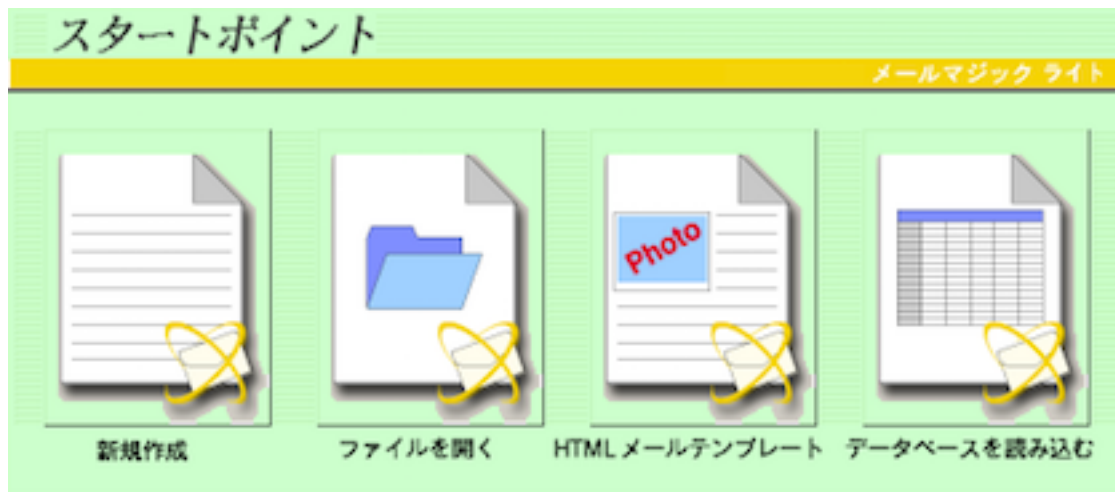 スタートポイント
メールマジック ライト
Photo
新規作成
ファイルを開く
HTML メールテンプレート
データベースを読み込む